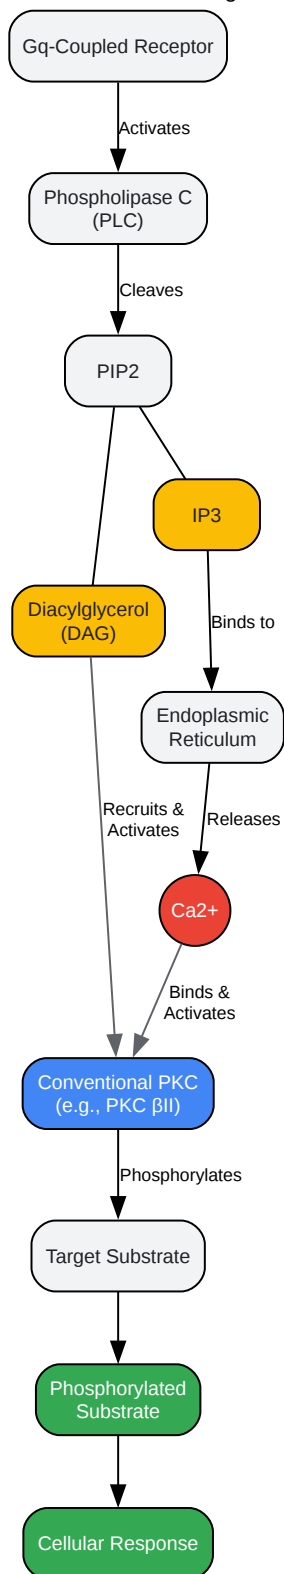 Gq-Coupled Receptor
Activates
Phospholipase C
(PLC)
Cleaves
PIP2
IP3
Diacylglycerol
(DAG)
Binds to
Endoplasmic
Reticulum
Recruits &
Activates
Releases
Ca2+
Binds &
Activates
Conventional PKC
(e.g., PKC βII)
Phosphorylates
Target Substrate
Phosphorylated
Substrate
Cellular Response